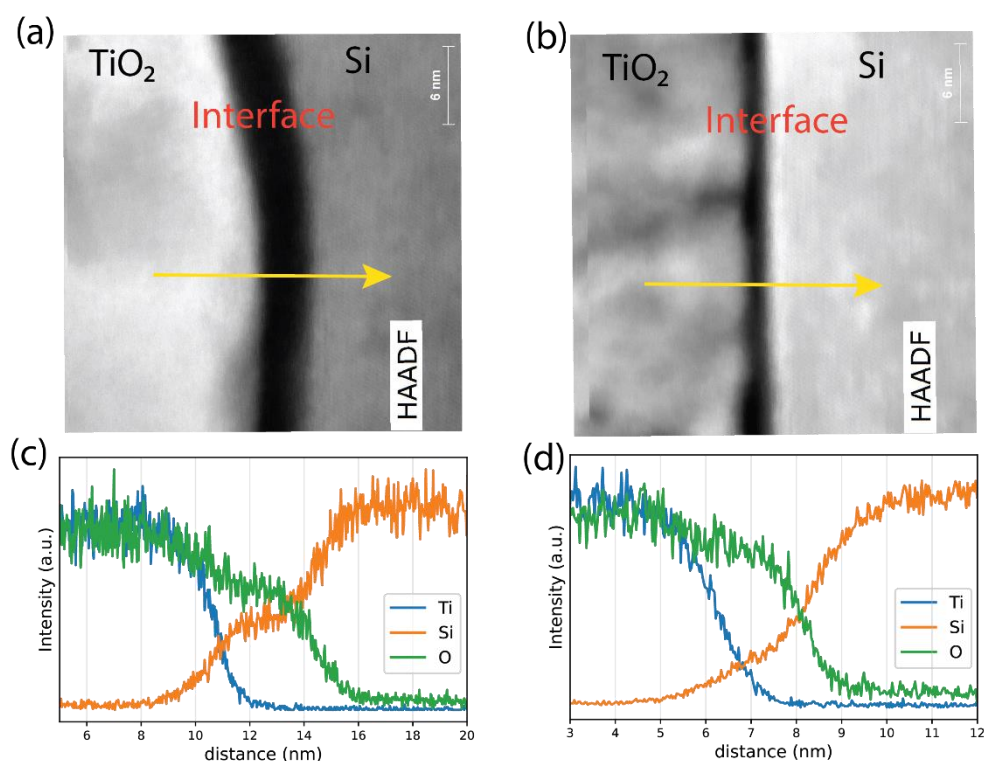 (a)
TiO₂
Si
6 nm
Interface
HAADF
(b)
TiO₂
Si
6 nm
Interface
HAADF
(c)
Intensity (a.u.)
Ti
Si
O
6 8 10 12 14 16 18 20
distance (nm)
(d)
Intensity (a.u.)
Ti
Si
O
3 4 5 6 7 8 9 10 11 12
distance (nm)